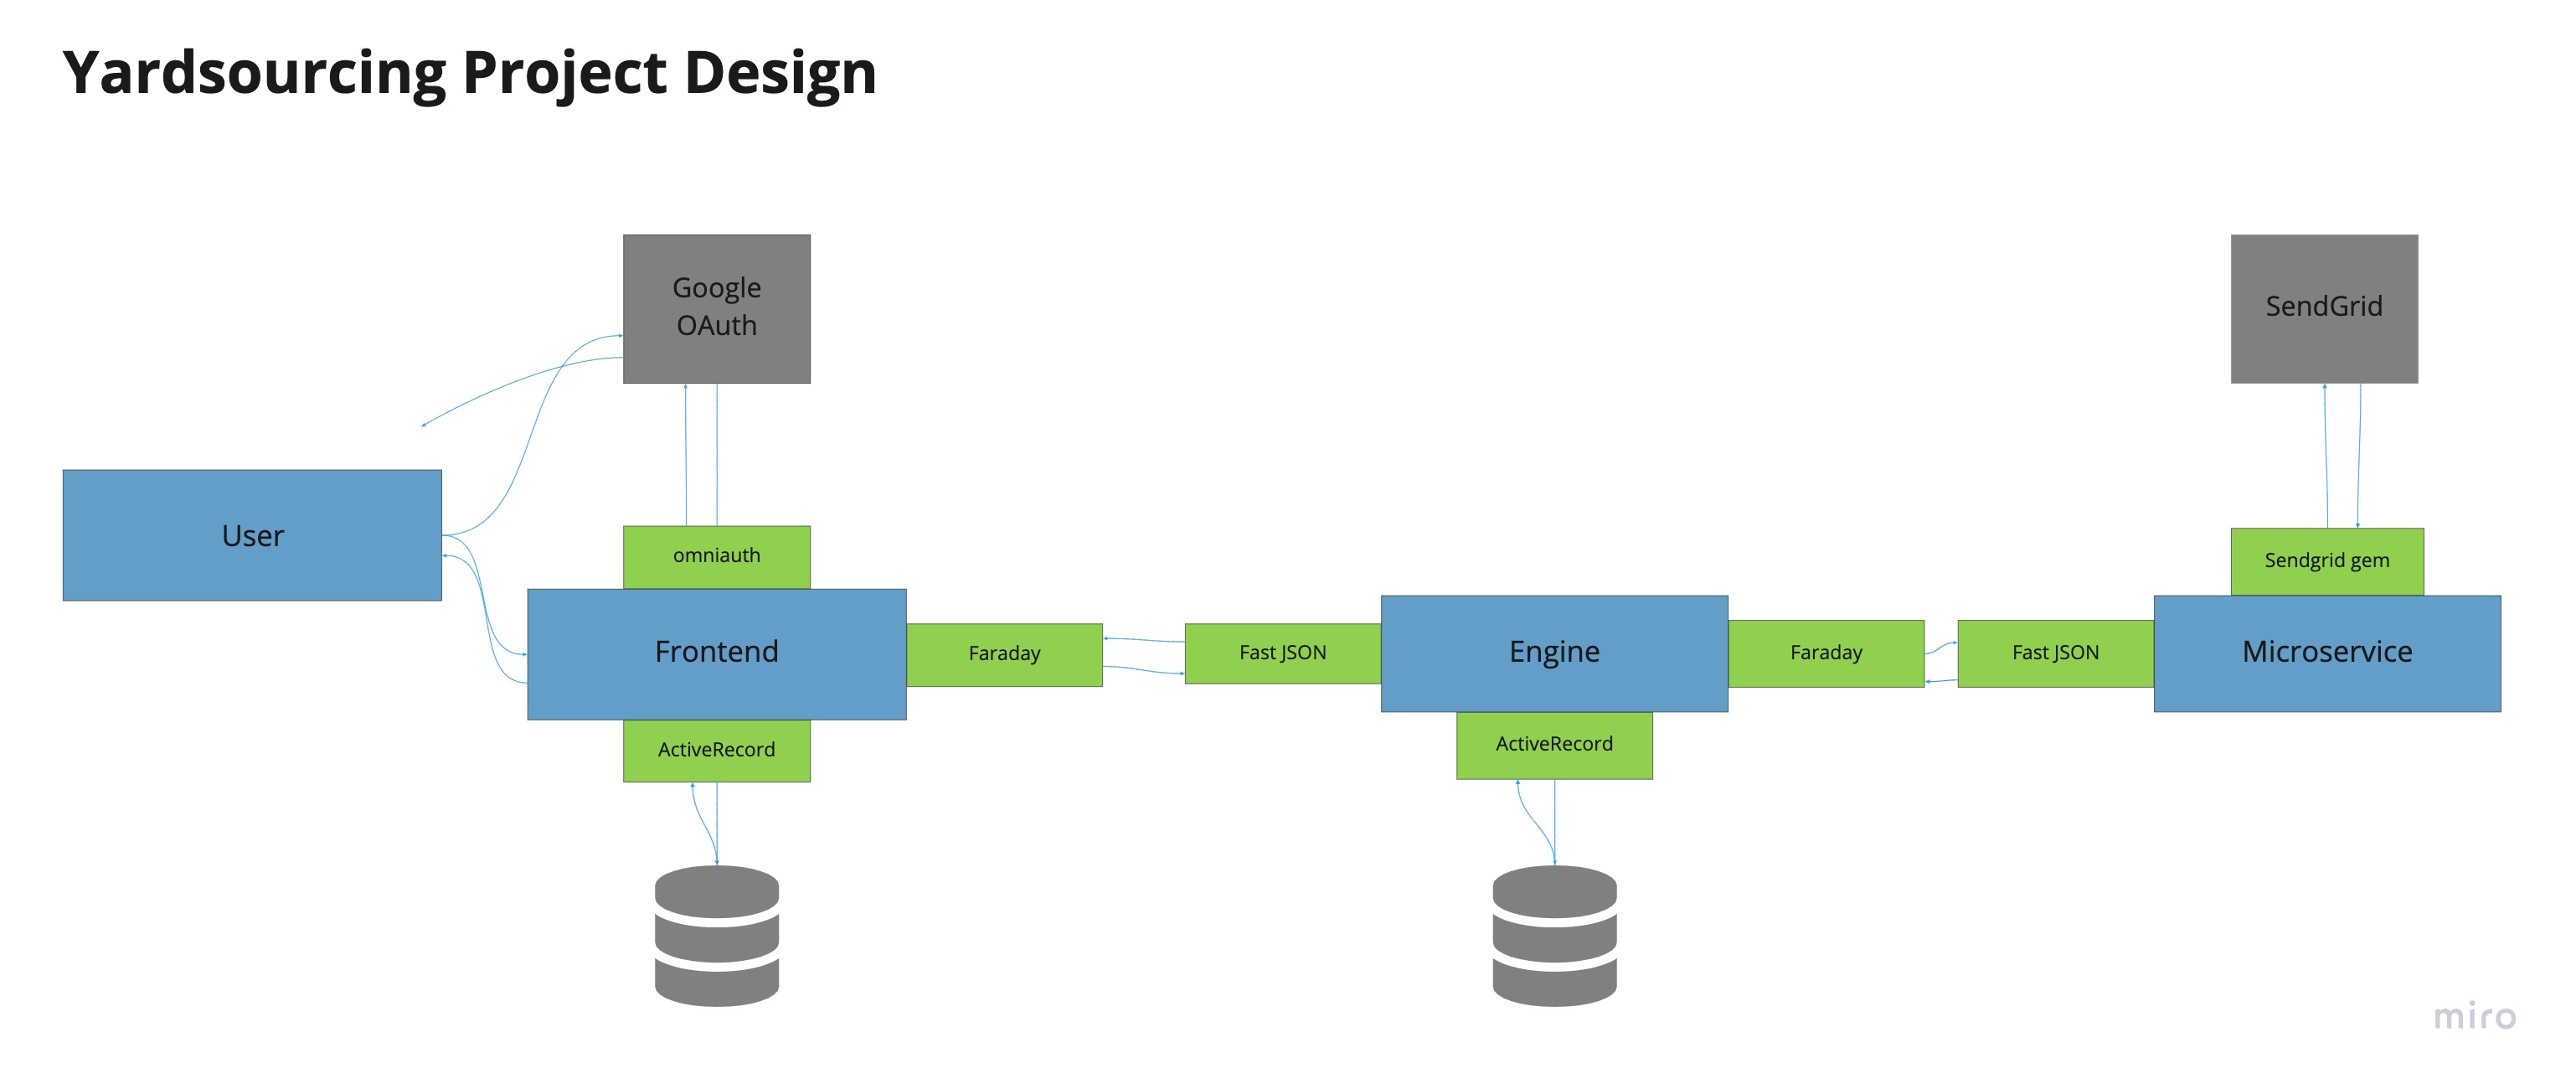 Yardsourcing Project Design
Google
OAuth
SendGrid
User
omniauth
Sendgrid gem
Frontend
Faraday
Fast JSON
Engine
Faraday
Fast JSON
Microservice
ActiveRecord
ActiveRecord
miro